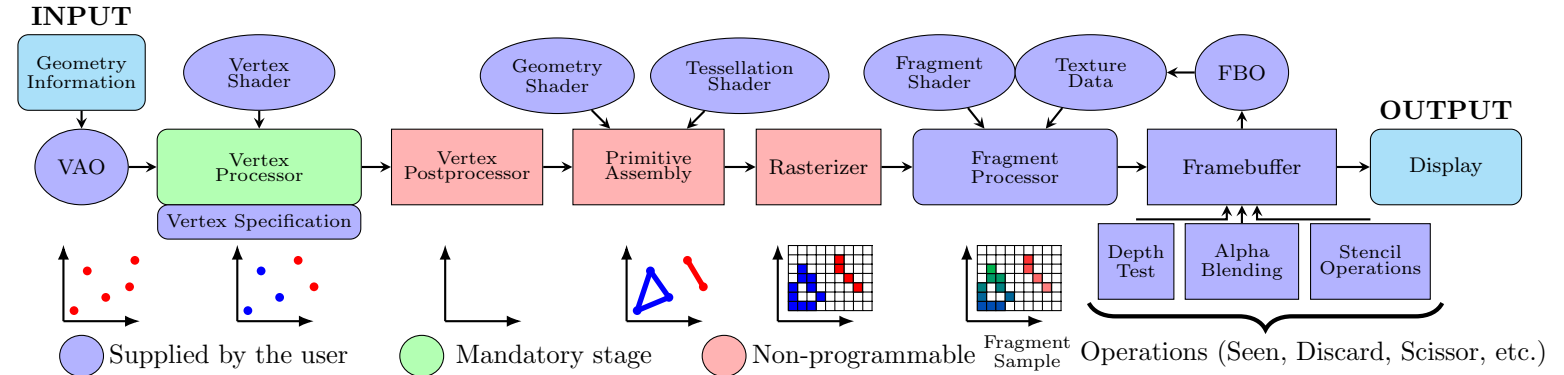 INPUT
Geometry
Information
Vertex
Shader
Geometry
Shader
Tessellation
Shader
Fragment
Shader
Texture
Data
FBO
OUTPUT
VAO
Vertex
Processor
Vertex
Postprocessor
Primitive
Assembly
Rasterizer
Fragment
Processor
Framebuffer
Display
Vertex Specification
Depth
Test
Alpha
Blending
Stencil
Operations
Supplied by the user
Mandatory stage
Non-programmable
Fragment
Sample
Operations (Seen, Discard, Scissor, etc.)